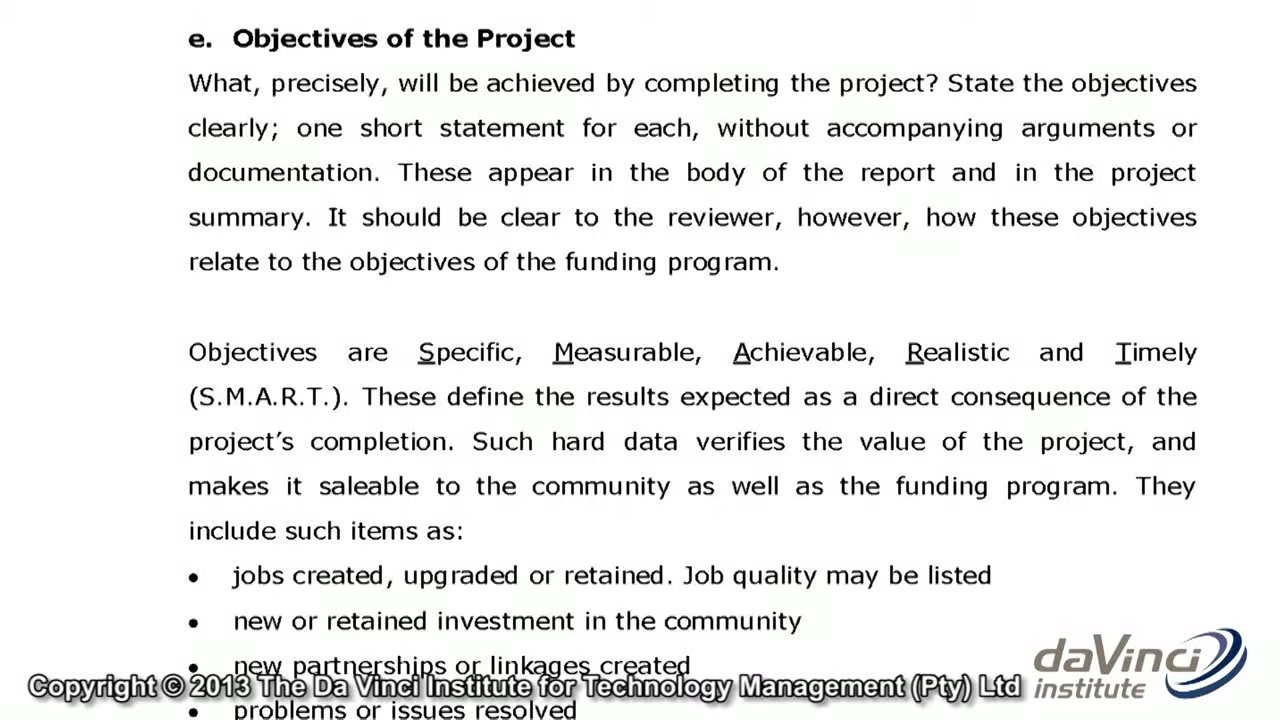 e. Objectives of the Project
What, precisely, will be achieved by completing the project? State the objectives
clearly; one short statement for each, without accompanying arguments or
documentation. These appear in the body of the report and in the project
summary. It should be clear to the reviewer, however, how these objectives
relate to the objectives of the funding program.
Objectives are Specific, Measurable, Achievable, Realistic and Timely
(S.M.A.R.T.). These define the results expected as a direct consequence of the
project’s completion. Such hard data verifies the value of the project, and
makes it saleable to the community as well as the funding program. They
include such items as:
• jobs created, upgraded or retained. Job quality may be listed
• new or retained investment in the community
• new partnerships or linkages created
Copyright © 2013 The Da Vinci Institute for Technology Management (Pty) Ltd
• problems or issues resolved
daVinci
institute